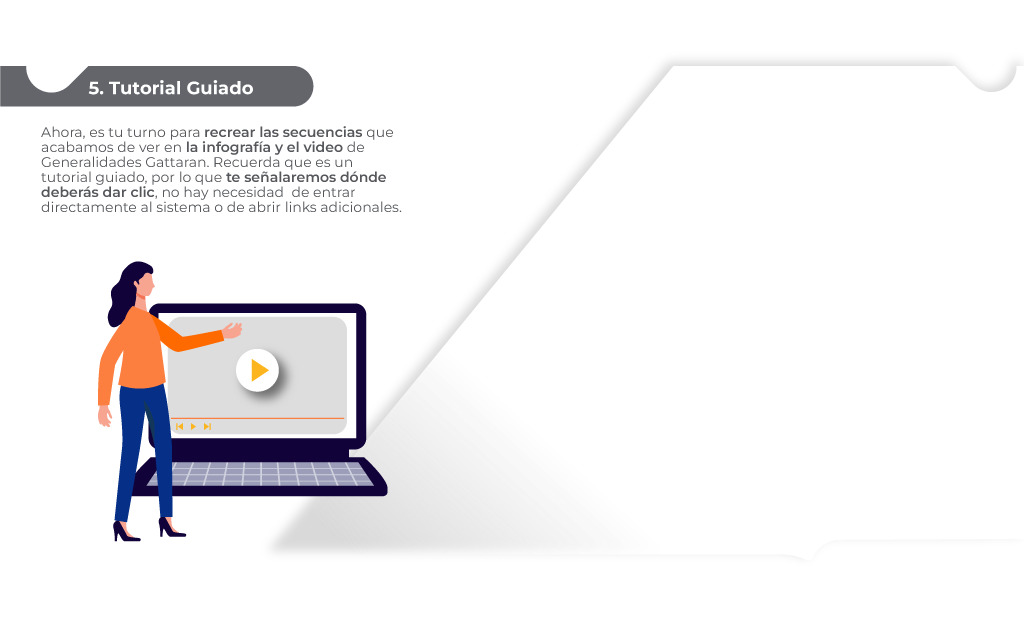 5. Tutorial Guiado
Ahora, es tu turno para recrear las secuencias que
acabamos de ver en la infografía y el video de
Generalidades Gattaran. Recuerda que es un
tutorial guiado, por lo que te señalaremos dónde
deberás dar clic, no hay necesidad  de entrar
directamente al sistema o de abrir links adicionales.